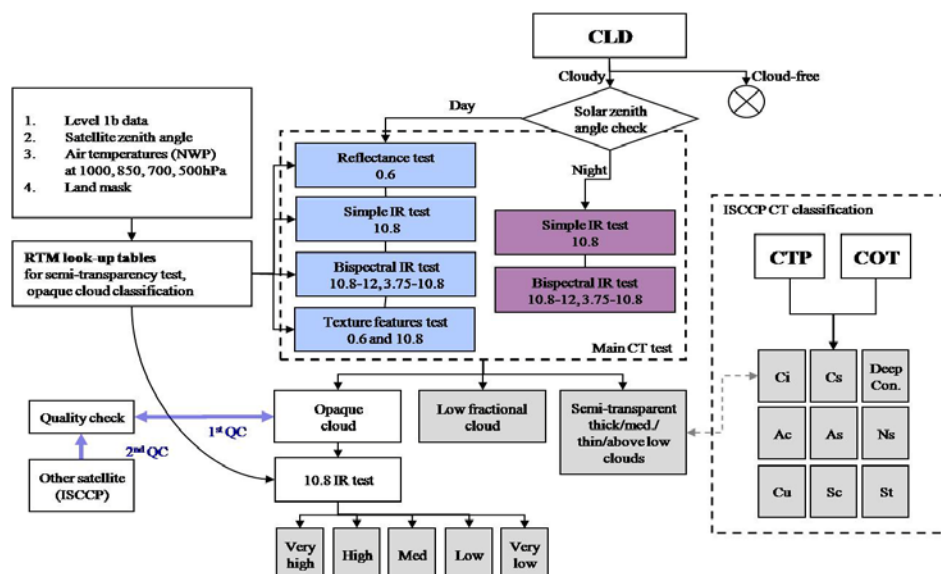 CLD
Cloudy
Cloud-free
Day
Solar zenith
angle check
Night
1. Level 1b data
2. Satellite zenith angle
3. Air temperatures (NWP)
at 1000, 850, 700, 500hPa
4. Land mask
RTM look-up tables
for semi-transparency test,
opaque cloud classification
Reflectance test
0.6
Simple IR test
10.8
Bispectral IR test
10.8-12, 3.75-10.8
Texture features test
0.6 and 10.8
Simple IR test
10.8
Bispectral IR test
10.8-12, 3.75-10.8
Main CT test
ISCCP CT classification
CTP
COT
Ci
Cs
Deep
Con.
Ac
As
Ns
Cu
Sc
St
Opaque
cloud
Low fractional
cloud
Semi-transparent
thick/med./
thin/above low
clouds
Quality check
1st QC
2nd QC
Other satellite
(ISCCP)
10.8 IR test
Very
high
High
Med
Low
Very
low